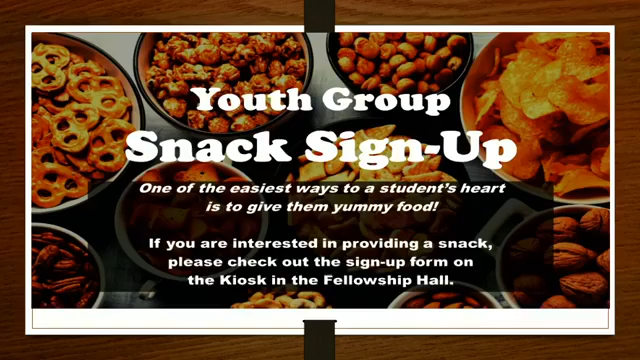 Youth Group
Snack Sign-Up
One of the easiest ways to a student's heart
is to give them yummy food!
If you are interested in providing a snack,
please check out the sign-up form on
the Kiosk in the Fellowship Hall.